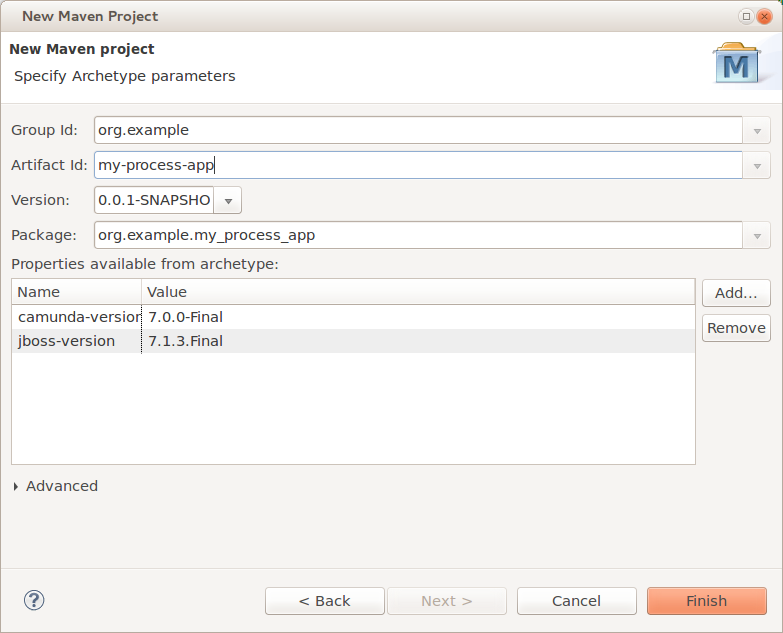 New Maven Project
New Maven project
Specify Archetype parameters
M
Group Id: org.example
Artifact Id: my-process-app
Version: 0.0.1-SNAPSHO
Package: org.example.my_process_app
Properties available from archetype:
Name Value Add...
camunda-version 7.0.0-Final
jboss-version 7.1.3.Final Remove
Advanced
? < Back Next > Cancel Finish